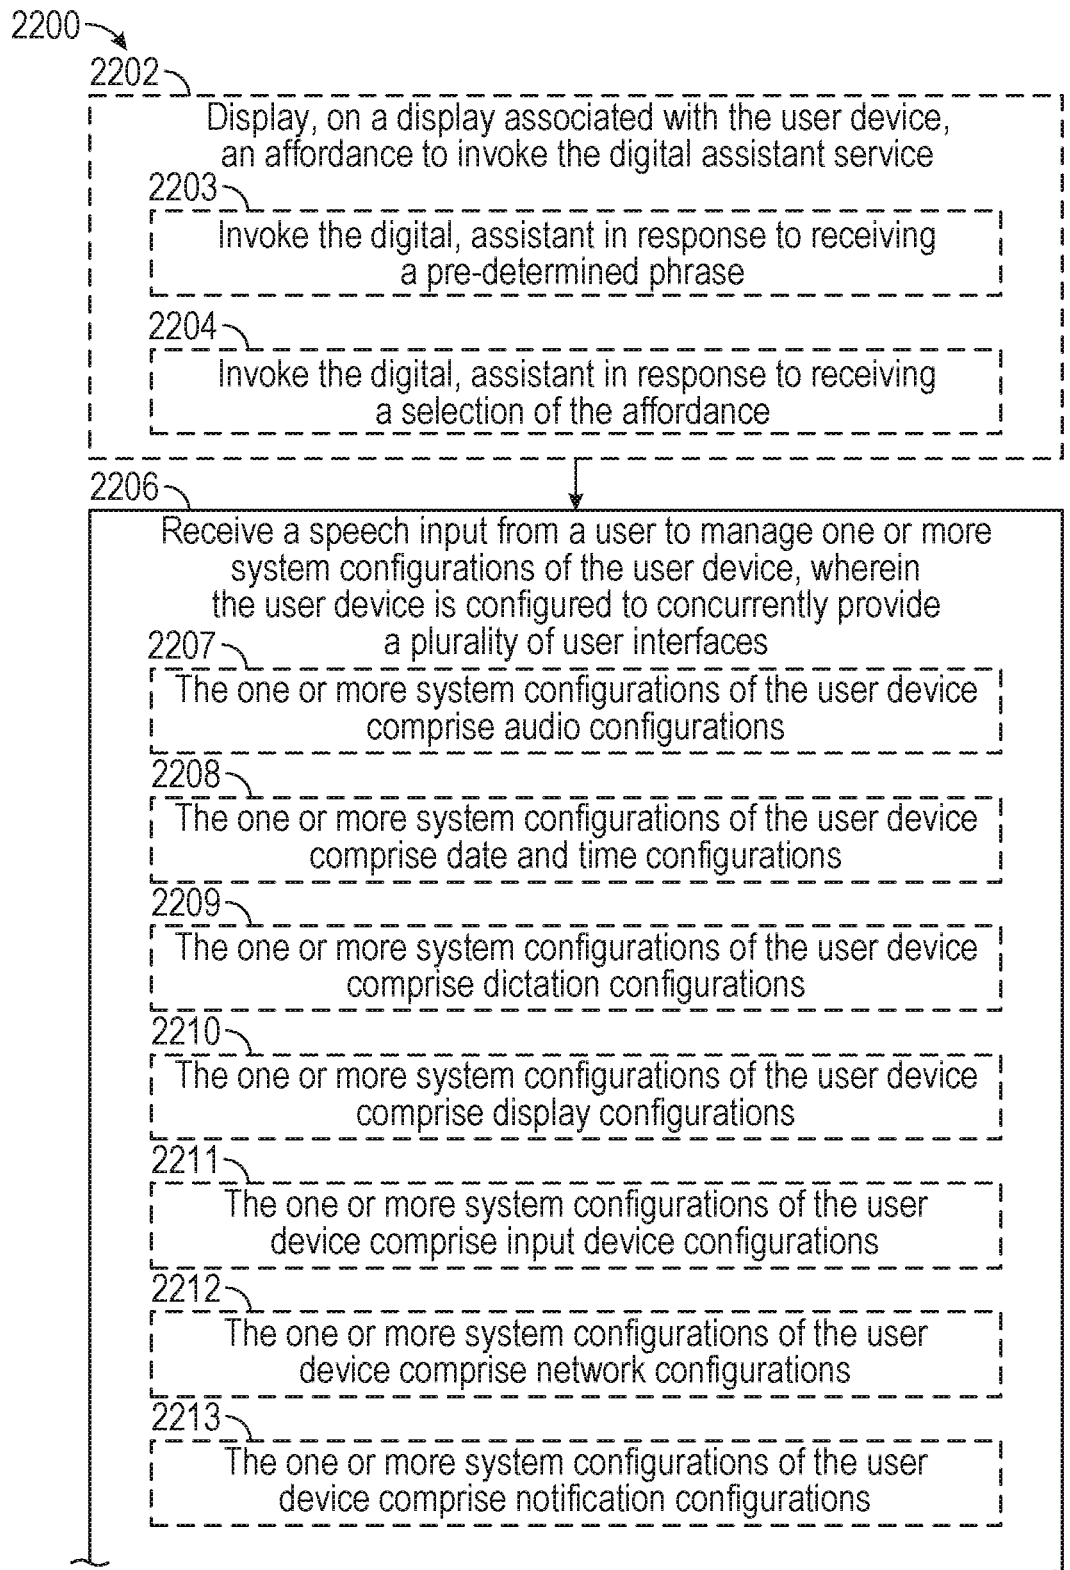 2200
2202
Display, on a display associated with the user device,
an affordance to invoke the digital assistant service
2203
Invoke the digital, assistant in response to receiving
a pre-determined phrase
2204
Invoke the digital, assistant in response to receiving
a selection of the affordance
2206
Receive a speech input from a user to manage one or more
system configurations of the user device, wherein
the user device is configured to concurrently provide
a plurality of user interfaces
2207
The one or more system configurations of the user device
comprise audio configurations
2208
The one or more system configurations of the user device
comprise date and time configurations
2209
The one or more system configurations of the user device
comprise dictation configurations
2210
The one or more system configurations of the user device
comprise display configurations
2211
The one or more system configurations of the user
device comprise input device configurations
2212
The one or more system configurations of the user
device comprise network configurations
2213
The one or more system configurations of the user
device comprise notification configurations